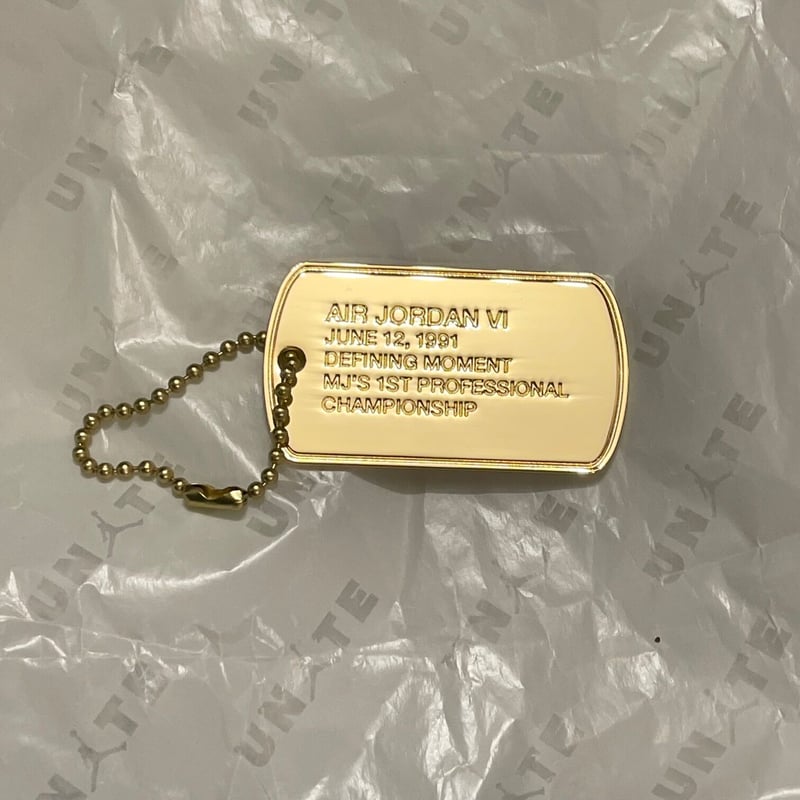 AIR JORDAN VI
JUNE 12, 1991
DEFINING MOMENT
MJ'S 1ST PROFESSIONAL
CHAMPIONSHIP